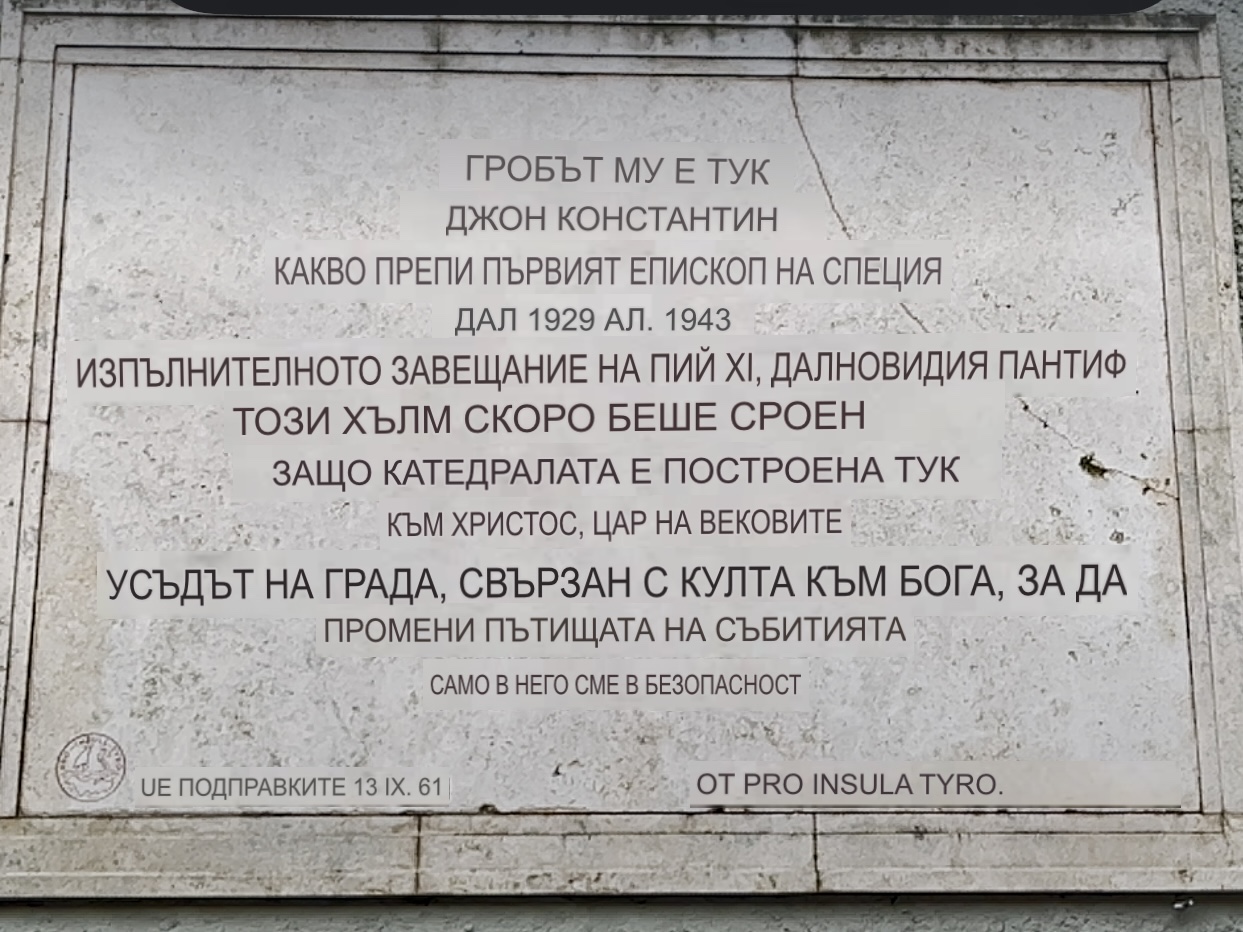 ГРОБЪТ МУ Е ТУК
ДЖОН КОНСТАНТИН
КАКВО ПРЕПИ ПЪРВИЯТ ЕПИСКОП НА СПЕЦИЯ
ДАЛ 1929 АЛ. 1943
ИЗПЪЛНИТЕЛНОТО ЗАВЕЩАНИЕ НА ПИЙ XI, ДАЛНОВИДИЯ ПАНТИФ
ТОЗИ ХЪЛМ СКОРО БЕШЕ СРОЕН
ЗАЩО КАТЕДРАЛАТА Е ПОСТРОЕНА ТУК
КЪМ ХРИСТОС, ЦАР НА ВЕКОВИТЕ
УСЪДЪТ НА ГРАДА, СВЪРЗАН С КУЛТА КЪМ БОГА, ЗА ДА
ПРОМЕНИ ПЪТИЩАТА НА СЪБИТИЯТА
САМО В НЕГО СМЕ В БЕЗОПАСНОСТ
UE ПОДПРАВКИТЕ 13 IX. 61
ОТ PRO INSULA TYRO.